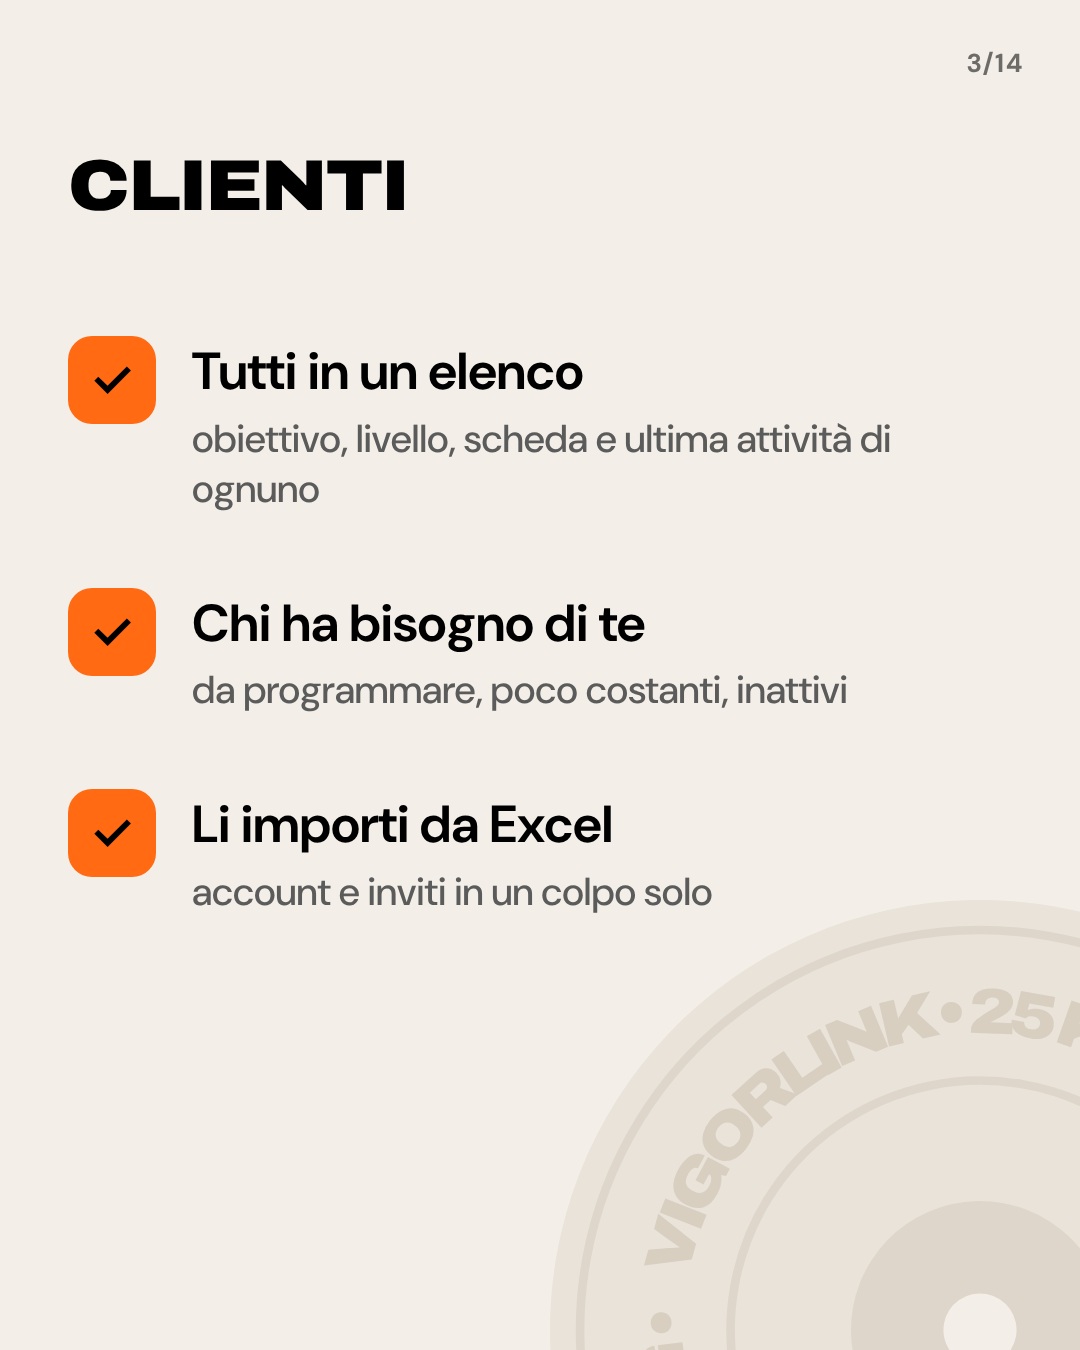 3/14
CLIENTI
Tutti in un elenco
obiettivo, livello, scheda e ultima attività di
ognuno
Chi ha bisogno di te
da programmare, poco costanti, inattivi
Li importi da Excel
account e inviti in un colpo solo
VIGORLINK • 25